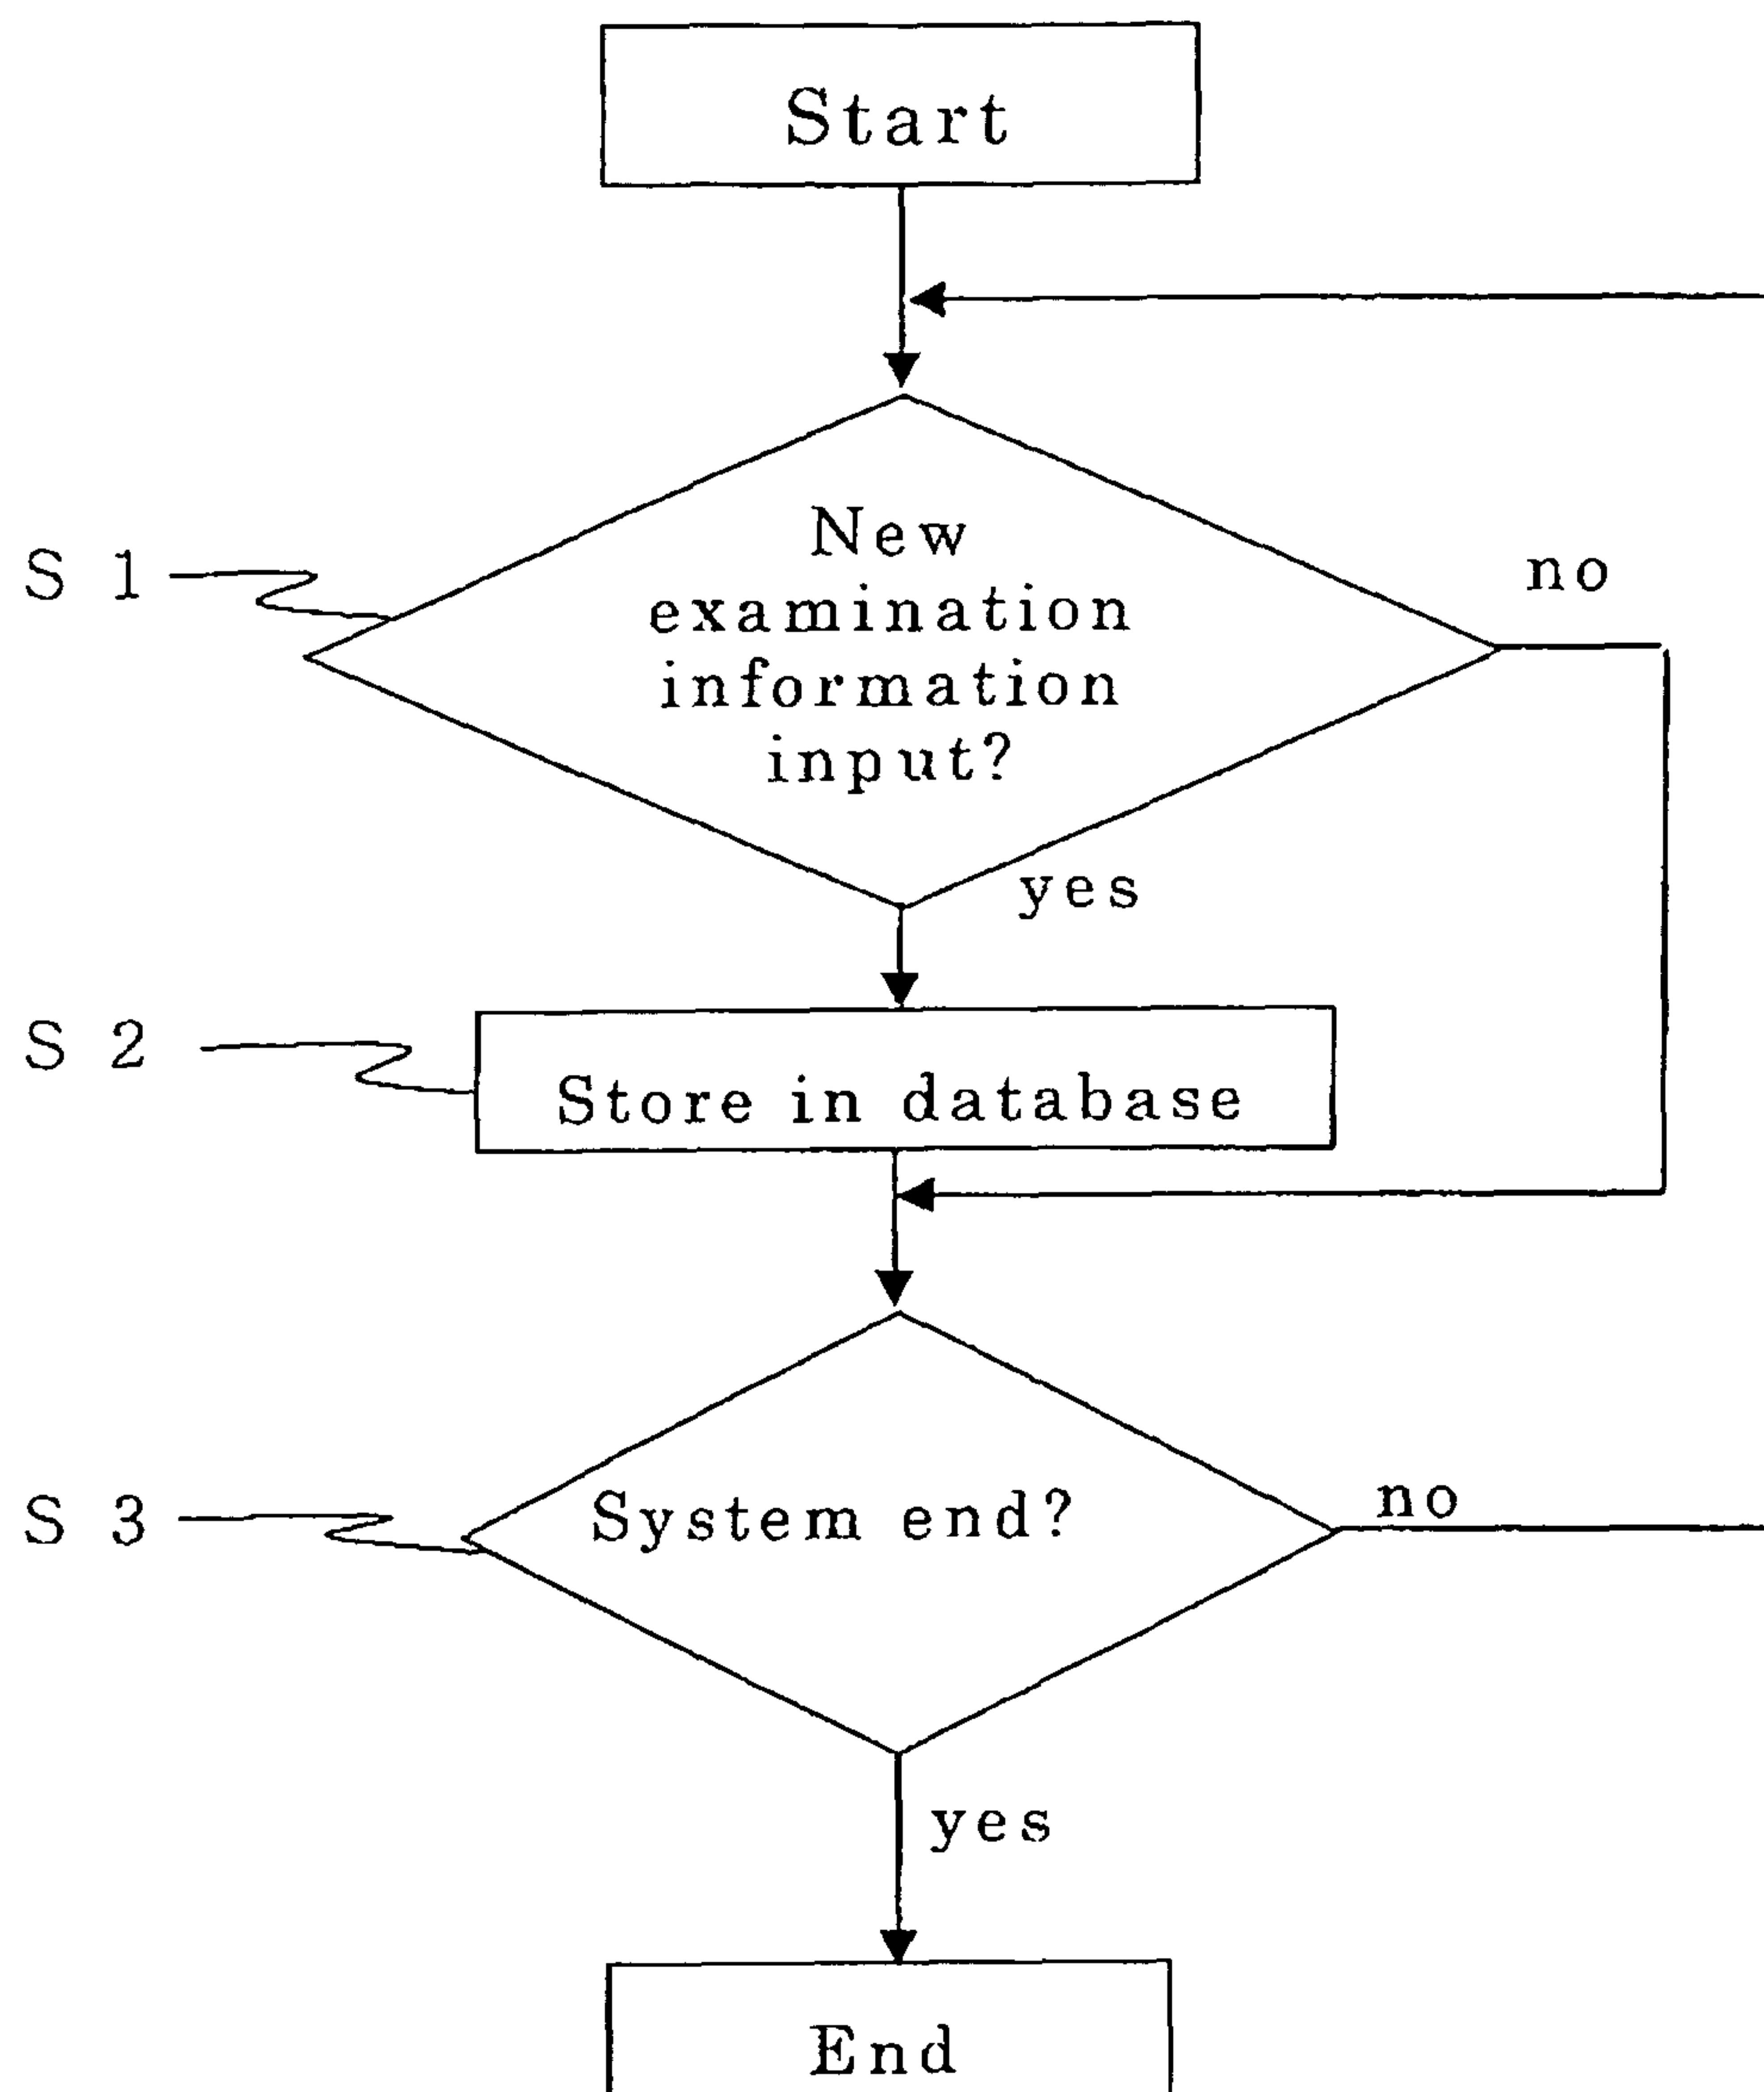 Start
New
examination
information
input?
S 1
no
yes
S 2
Store in database
S 3
System end?
no
yes
End